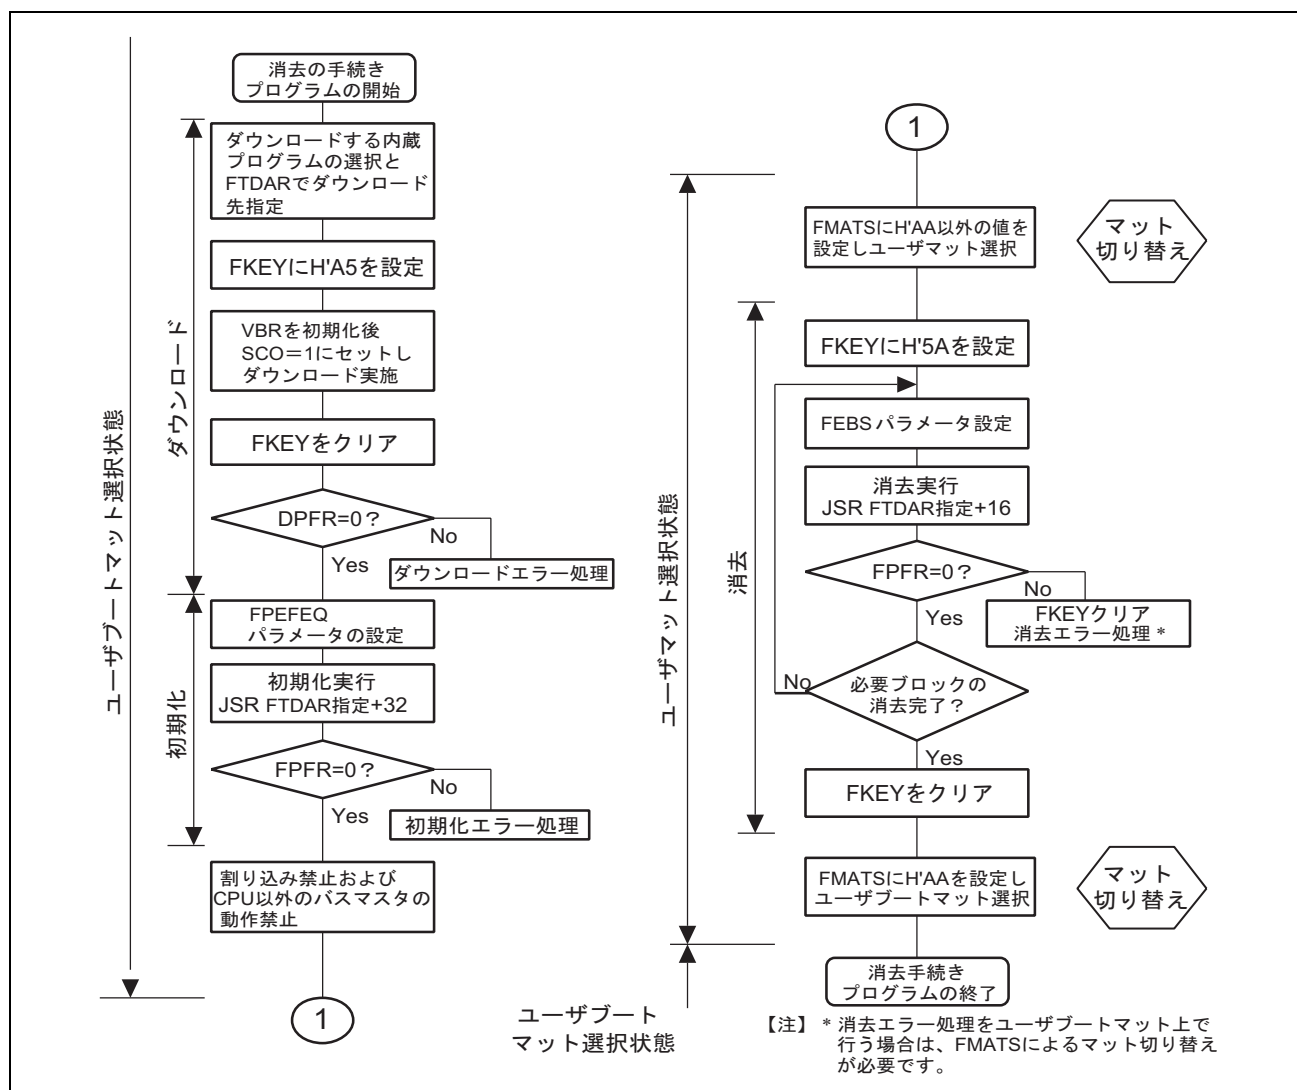 消去の手続き
プログラムの開始
ダウンロードする内蔵
プログラムの選択と
FTDARでダウンロード
先指定
FKEYにH'A5を設定
VBRを初期化後
SCO＝1にセットし
ダウンロード実施
FKEYをクリア
DPFR=0？
No
Yes
ダウンロードエラー処理
FPEFEQ
パラメータの設定
初期化実行
JSR FTDAR指定+32
FPFR=0？
No
Yes
初期化エラー処理
割り込み禁止および
CPU以外のバスマスタの
動作禁止
1
ダウンロード
初期化
ユーザブートマット選択状態
1
FMATSにH'AA以外の値を
設定しユーザマット選択
マット
切り替え
FKEYにH'5Aを設定
FEBSパラメータ設定
消去実行
JSR FTDAR指定+16
FPFR=0？
No
Yes
FKEYクリア
消去エラー処理 *
No
必要ブロックの
消去完了？
Yes
FKEYをクリア
FMATSにH'AAを設定し
ユーザブートマット選択
マット
切り替え
消去手続き
プログラムの終了
消去
ユーザマット選択状態
ユーザブート
マット選択状態
【注】 * 消去エラー処理をユーザブートマット上で
行う場合は、FMATSによるマット切り替え
が必要です。